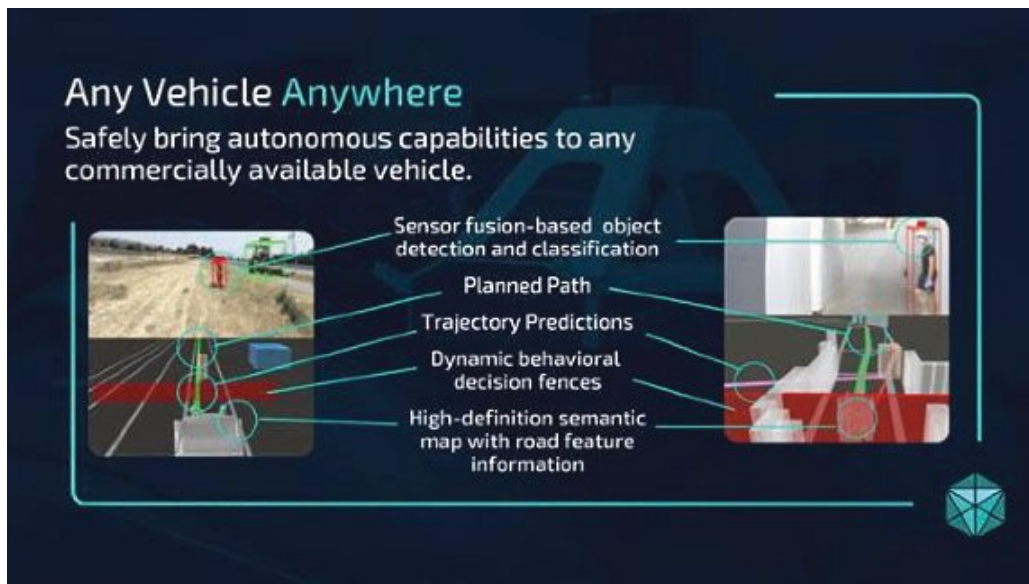 Any Vehicle Anywhere
Safely bring autonomous capabilities to any
commercially available vehicle.
Sensor fusion-based object
detection and classification
Planned Path
Trajectory Predictions
Dynamic behavioral
decision fences
High-definition semantic
map with road feature
information